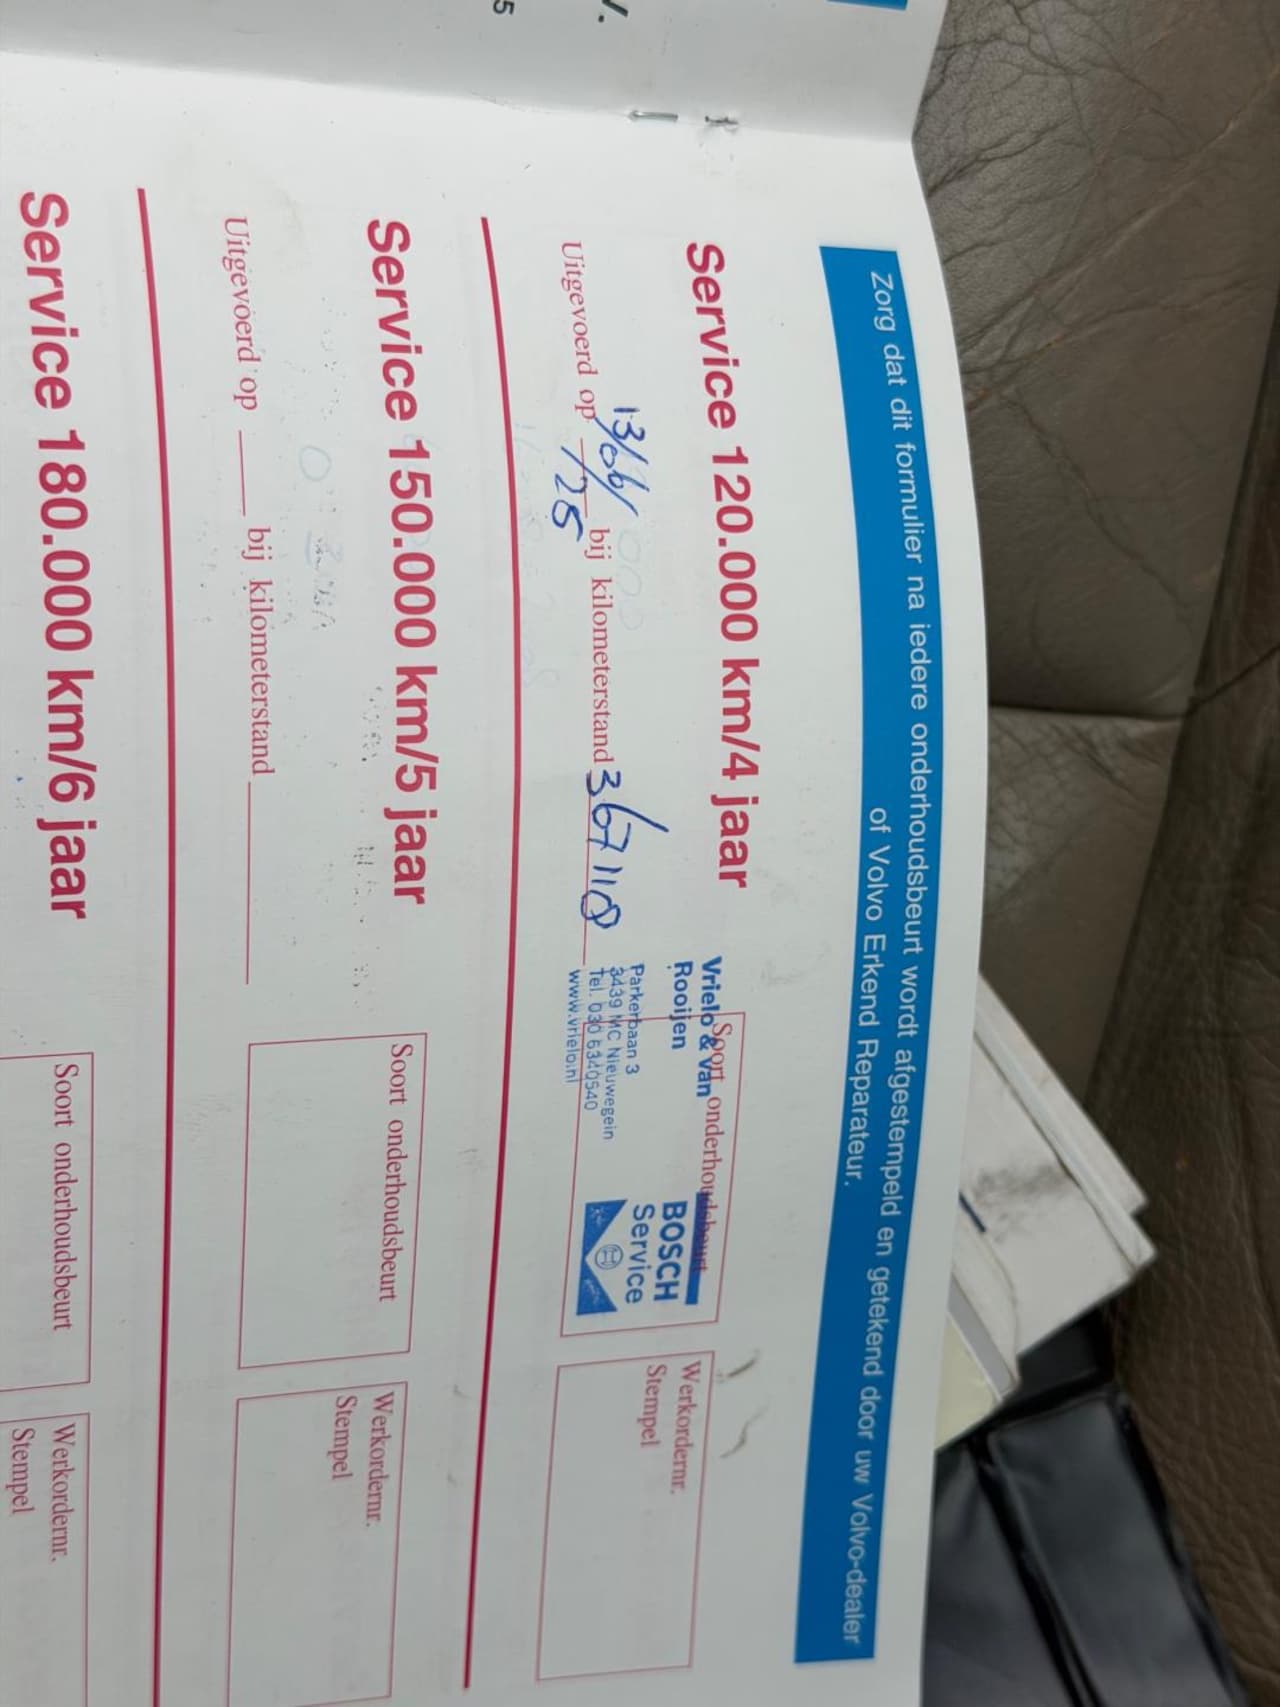 Zorg dat dit formulier na iedere onderhoudsbeurt wordt afgestempeld en getekend door uw Volvo-dealer
of Volvo Erkend Reparateur.
Service 120.000 km/4 jaar
Uitgevoerd op 13/06/ bij kilometerstand 367110
/25
Soort onderhoudsbeurt
Vrielo & Van
Rooijen
Parkerbaan 3
3439 MC Nieuwegein
Tel. 030 6340540
www.vrielo.nl
BOSCH
Service
Werkordernr.
Stempel
Service 150.000 km/5 jaar
Uitgevoerd op bij kilometerstand
Soort onderhoudsbeurt
Werkordernr.
Stempel
Service 180.000 km/6 jaar
Soort onderhoudsbeurt
Werkordernr.
Stempel